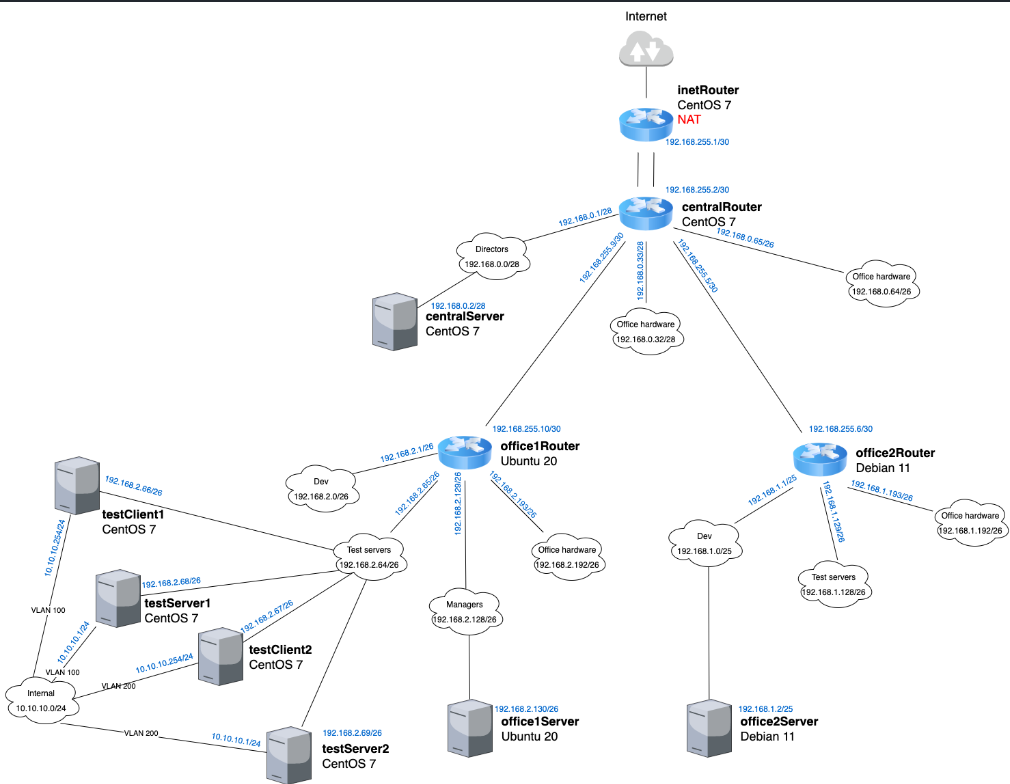 Internet
inetRouter
CentOS 7
NAT
192.168.255.1/30
192.168.255.2/30
centralRouter
CentOS 7
192.168.0.1/28
192.168.255.9/30
192.168.0.33/28
192.168.255.5/30
192.168.0.65/26
Directors
192.168.0.0/28
Office hardware
192.168.0.64/26
192.168.0.2/28
centralServer
CentOS 7
Office hardware
192.168.0.32/28
192.168.255.10/30
office1Router
Ubuntu 20
192.168.255.6/30
office2Router
Debian 11
192.168.2.1/26
192.168.2.65/26
192.168.2.129/26
192.168.2.193/26
192.168.1.1/25
192.168.1.129/26
192.168.1.193/26
Dev
192.168.2.0/26
192.168.2.66/26
testClient1
CentOS 7
10.10.10.254/24
Test servers
192.168.2.64/26
Office hardware
192.168.2.192/26
Dev
192.168.1.0/25
Office hardware
192.168.1.192/26
Test servers
192.168.1.128/26
192.168.2.68/26
testServer1
CentOS 7
VLAN 100
10.10.10.1/24
192.168.2.67/26
testClient2
CentOS 7
Managers
192.168.2.128/26
VLAN 100
10.10.10.254/24
VLAN 200
Internal
10.10.10.0/24
VLAN 200
10.10.10.1/24
192.168.2.69/26
testServer2
CentOS 7
192.168.2.130/26
office1Server
Ubuntu 20
192.168.1.2/25
office2Server
Debian 11